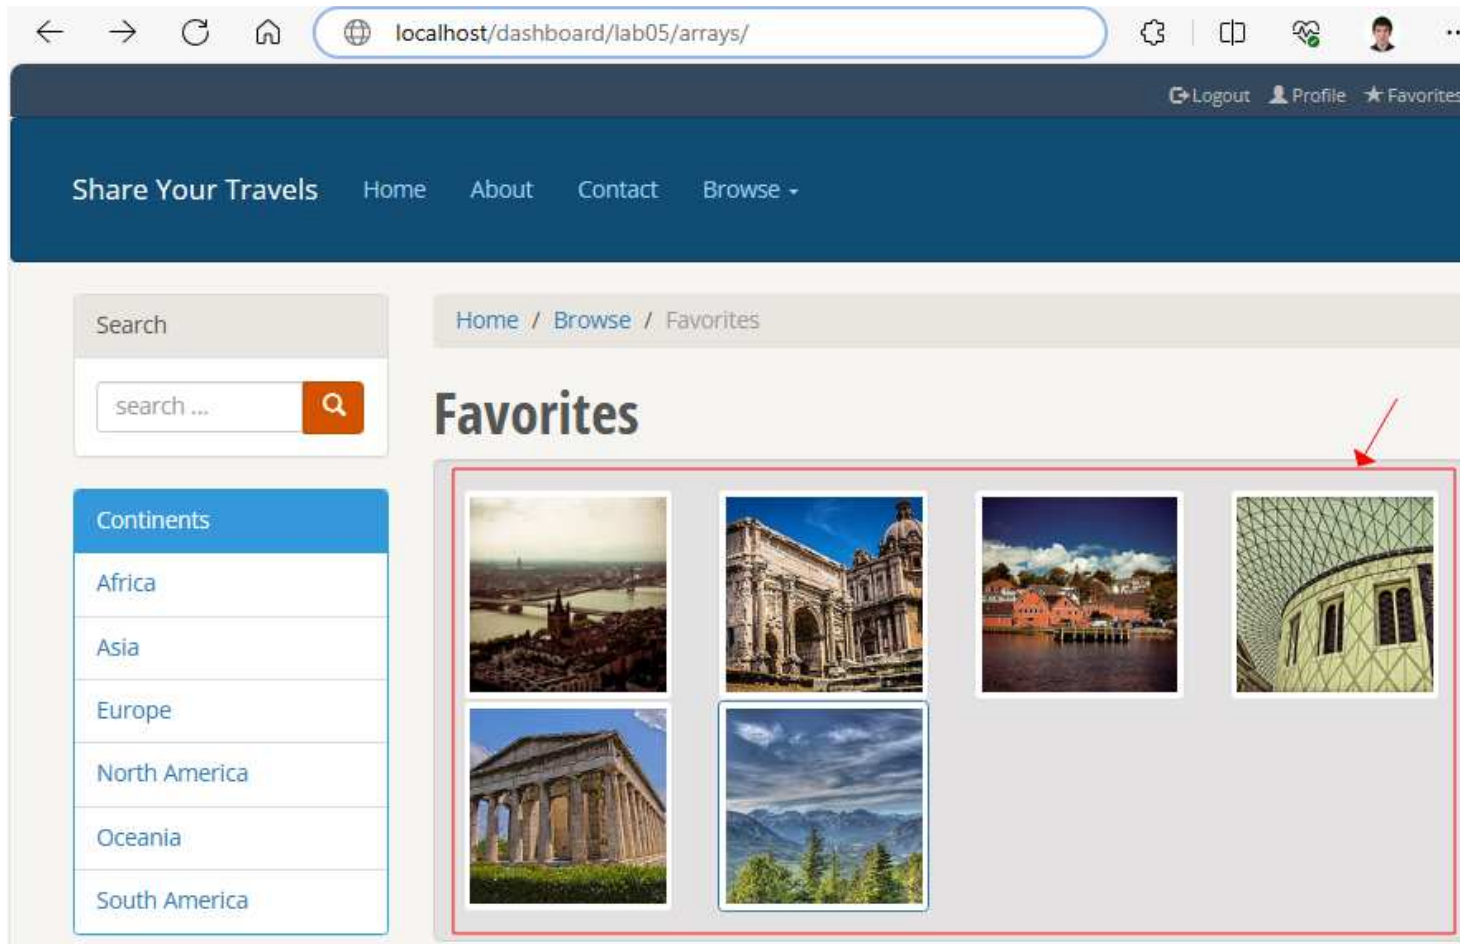 localhost/dashboard/lab05/arrays/
Logout Profile Favorites
Share Your Travels Home About Contact Browse
Search
search ...
Continents
Africa
Asia
Europe
North America
Oceania
South America
Home / Browse / Favorites
Favorites